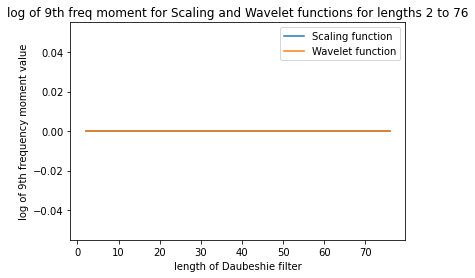 log of 9th freq moment for Scaling and Wavelet functions for lengths 2 to 76
Scaling function
Wavelet function
log of 9th frequency moment value
0.04
0.02
0.00
−0.02
−0.04
0 10 20 30 40 50 60 70
length of Daubeshie filter